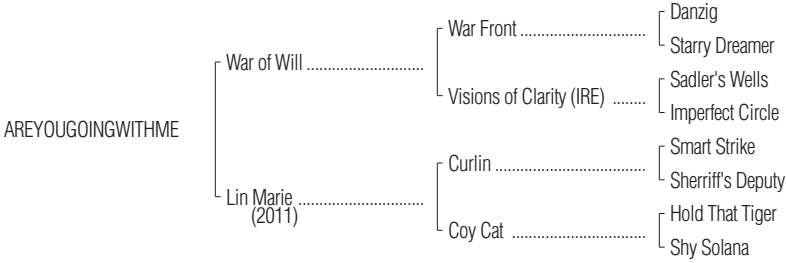 Danzig
War Front ..............................
Starry Dreamer
War of Will ............................
Sadler's Wells
Visions of Clarity (IRE) ........
Imperfect Circle
AREYOUGOINGWITHME
Smart Strike
Curlin ....................................
Sherriff's Deputy
Lin Marie ..............................
(2011)
Hold That Tiger
Coy Cat ................................
Shy Solana